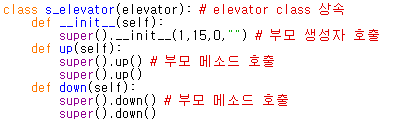 class s_elevator(elevator): # elevator class 상속
    def __init__(self):
        super().__init__(1,15,0,"") # 부모 생성자 호출
    def up(self):
        super().up() # 부모 메소드 호출
        super().up()
    def down(self):
        super().down() # 부모 메소드 호출
        super().down()